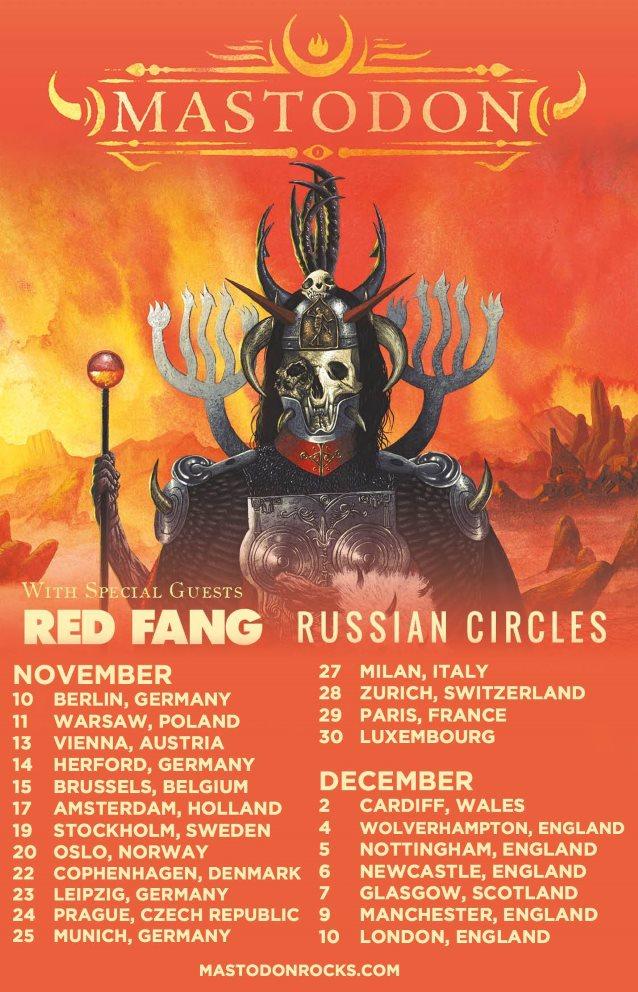 MASTODON
WITH SPECIAL GUESTS
RED FANG
RUSSIAN CIRCLES
NOVEMBER
10 BERLIN, GERMANY
11 WARSAW, POLAND
13 VIENNA, AUSTRIA
14 HERFORD, GERMANY
15 BRUSSELS, BELGIUM
17 AMSTERDAM, HOLLAND
19 STOCKHOLM, SWEDEN
20 OSLO, NORWAY
22 COPHENHAGEN, DENMARK
23 LEIPZIG, GERMANY
24 PRAGUE, CZECH REPUBLIC
25 MUNICH, GERMANY
27 MILAN, ITALY
28 ZURICH, SWITZERLAND
29 PARIS, FRANCE
30 LUXEMBOURG
DECEMBER
2 CARDIFF, WALES
4 WOLVERHAMPTON, ENGLAND
5 NOTTINGHAM, ENGLAND
6 NEWCASTLE, ENGLAND
7 GLASGOW, SCOTLAND
9 MANCHESTER, ENGLAND
10 LONDON, ENGLAND
MASTODONROCKS.COM